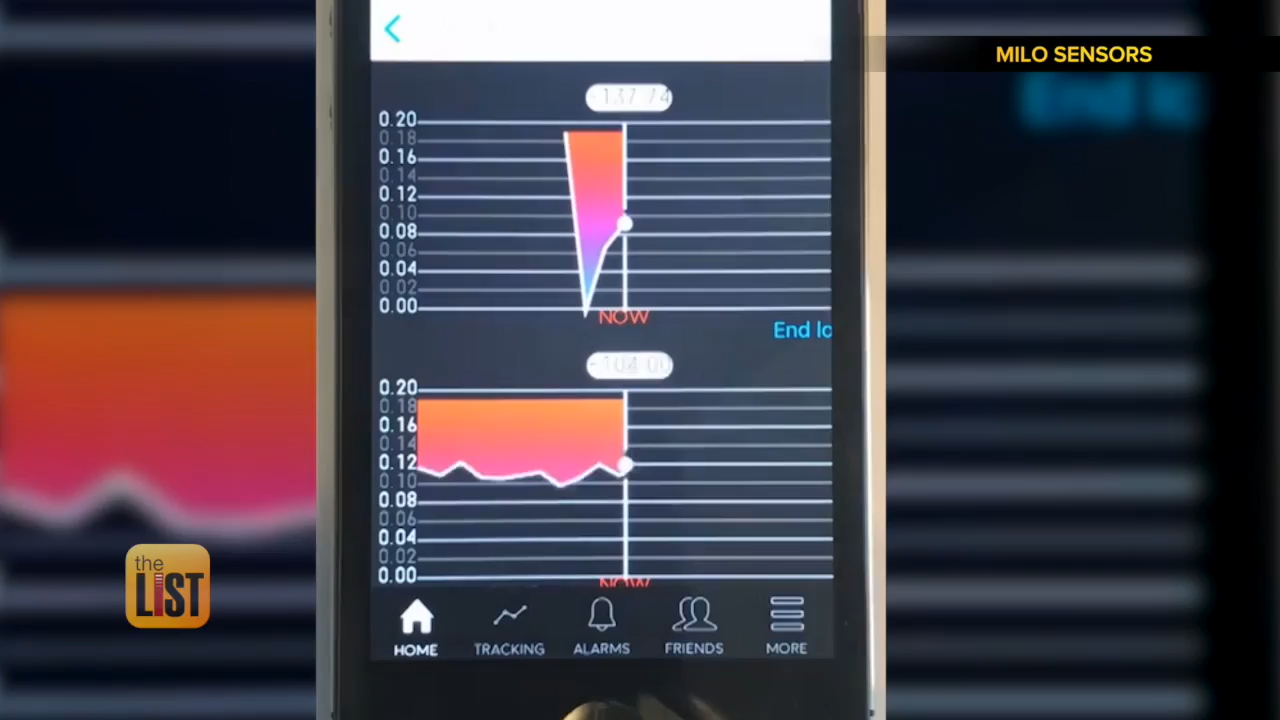 MILO SENSORS
0.20
0.18
0.16
0.14
0.12
0.10
0.08
0.06
0.04
0.02
0.00
NOW
End lo
0.20
0.18
0.16
0.14
0.12
0.10
0.08
0.06
0.04
0.02
0.00
NOW
the
LIST
HOME
TRACKING
ALARMS
FRIENDS
MORE